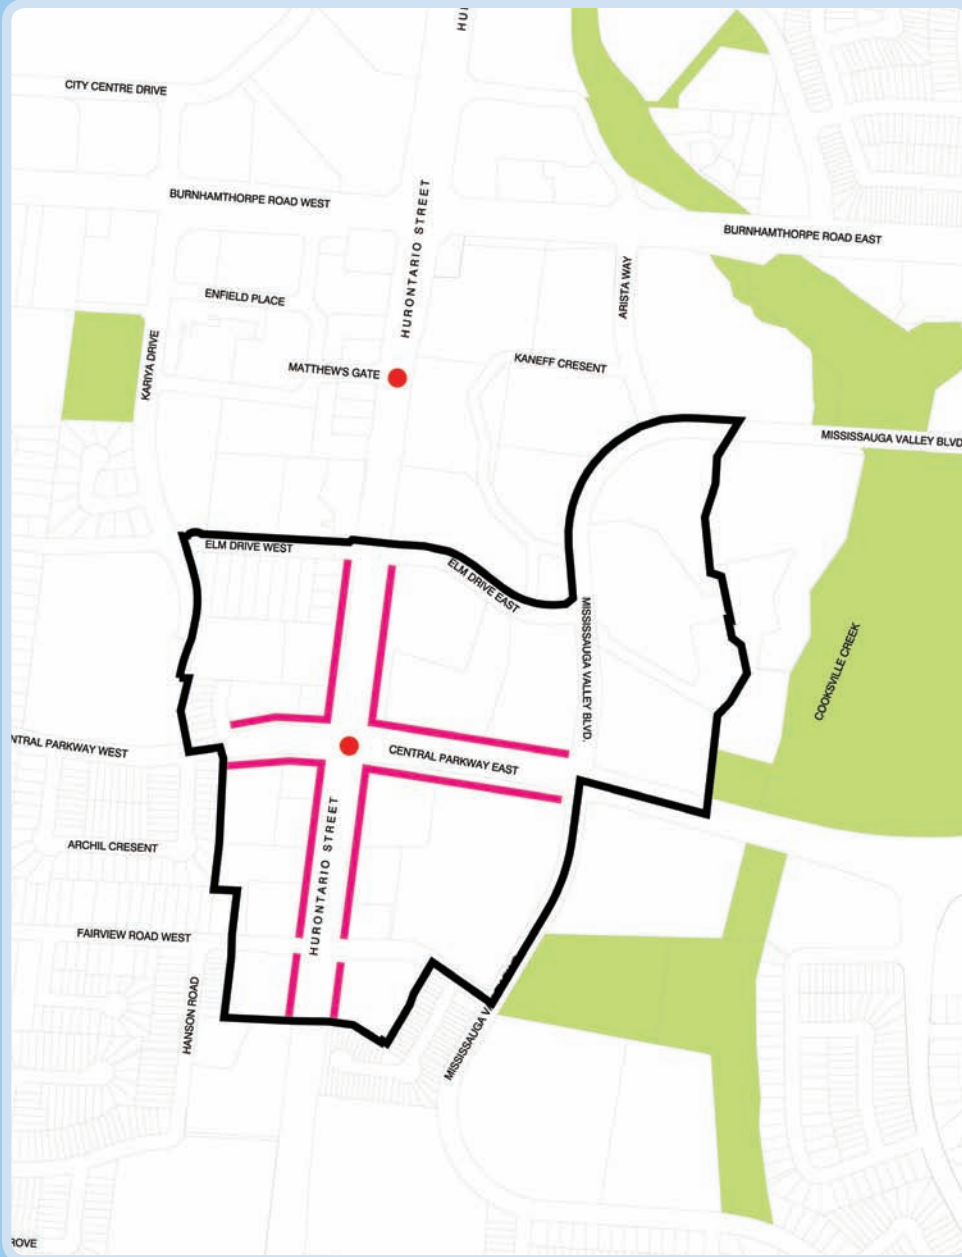 CITY CENTRE DRIVE
BURNHAMTHORPE ROAD WEST
HURONTARIO STREET
BURNHAMTHORPE ROAD EAST
ARISTA WAY
ENFIELD PLACE
KARIYA DRIVE
MATTHEW'S GATE
KANEFF CRESENT
MISSISSAUGA VALLEY BLVD
ELM DRIVE WEST
ELM DRIVE EAST
MISSISSAUGA VALLEY BLVD.
COOKSVILLE CREEK
NTRAL PARKWAY WEST
CENTRAL PARKWAY EAST
HURONTARIO STREET
ARCHIL CRESENT
FAIRVIEW ROAD WEST
HANSON ROAD
MISSISSAUGA
ROVE